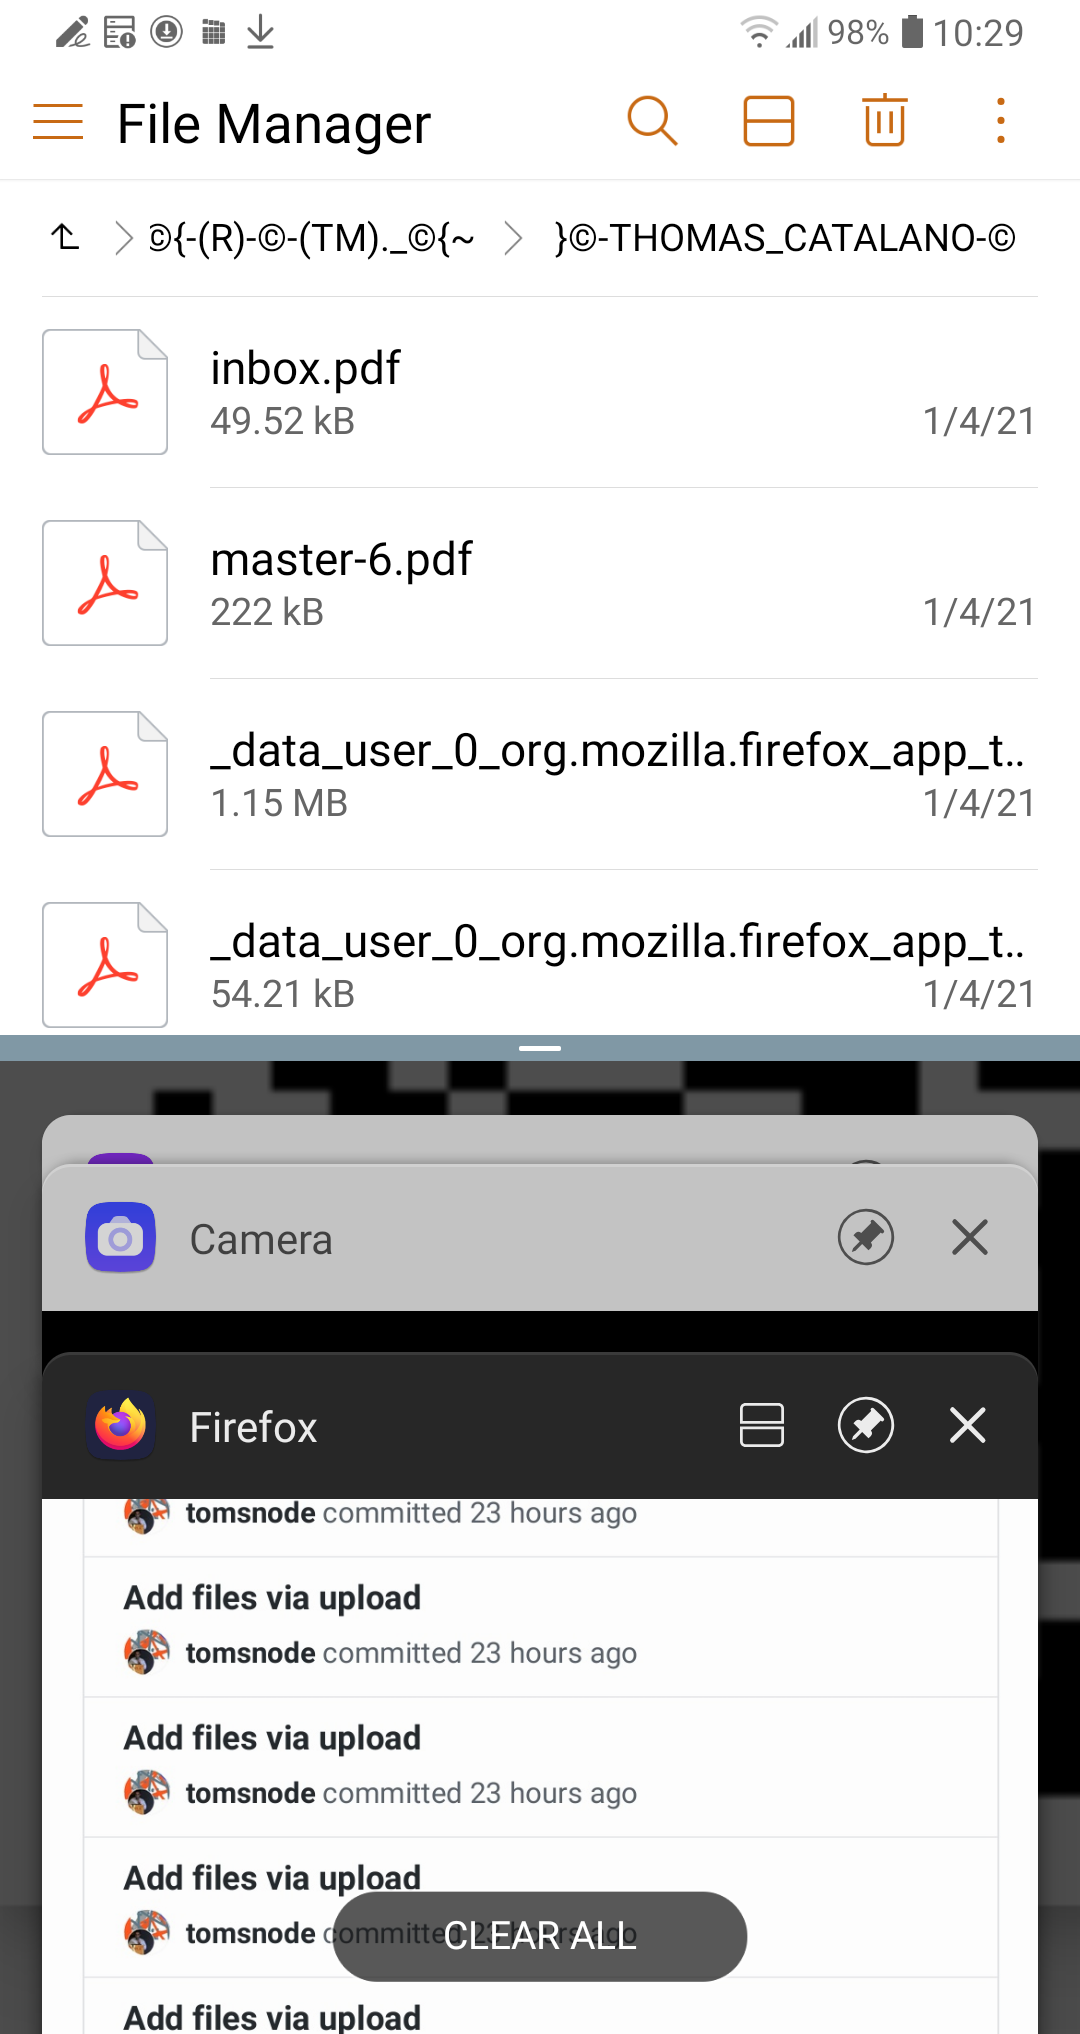 98% 10:29
File Manager
©{-(R)-©-(TM)._©{~ }©-THOMAS_CATALANO-©
inbox.pdf
49.52 kB 1/4/21
master-6.pdf
222 kB 1/4/21
_data_user_0_org.mozilla.firefox_app_t..
1.15 MB 1/4/21
_data_user_0_org.mozilla.firefox_app_t..
54.21 kB 1/4/21
Camera
Firefox
tomsnode committed 23 hours ago
Add files via upload
tomsnode committed 23 hours ago
Add files via upload
tomsnode committed 23 hours ago
Add files via upload
tomsnode committed 23 hours ago
CLEAR ALL
Add files via upload